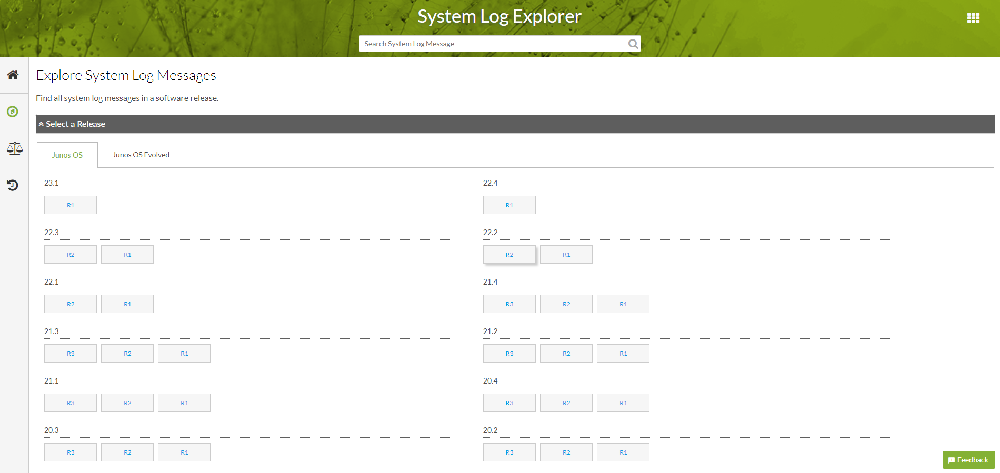 System Log Explorer
Search System Log Message
Explore System Log Messages
Find all system log messages in a software release.
Select a Release
Junos OS Junos OS Evolved
23.1
R1
22.4
R1
22.3
R2 R1
22.2
R2 R1
22.1
R2 R1
21.4
R3 R2 R1
21.3
R3 R2 R1
21.2
R3 R2 R1
21.1
R3 R2 R1
20.4
R3 R2 R1
20.3
R3 R2 R1
20.2
R3 R2 R1
Feedback